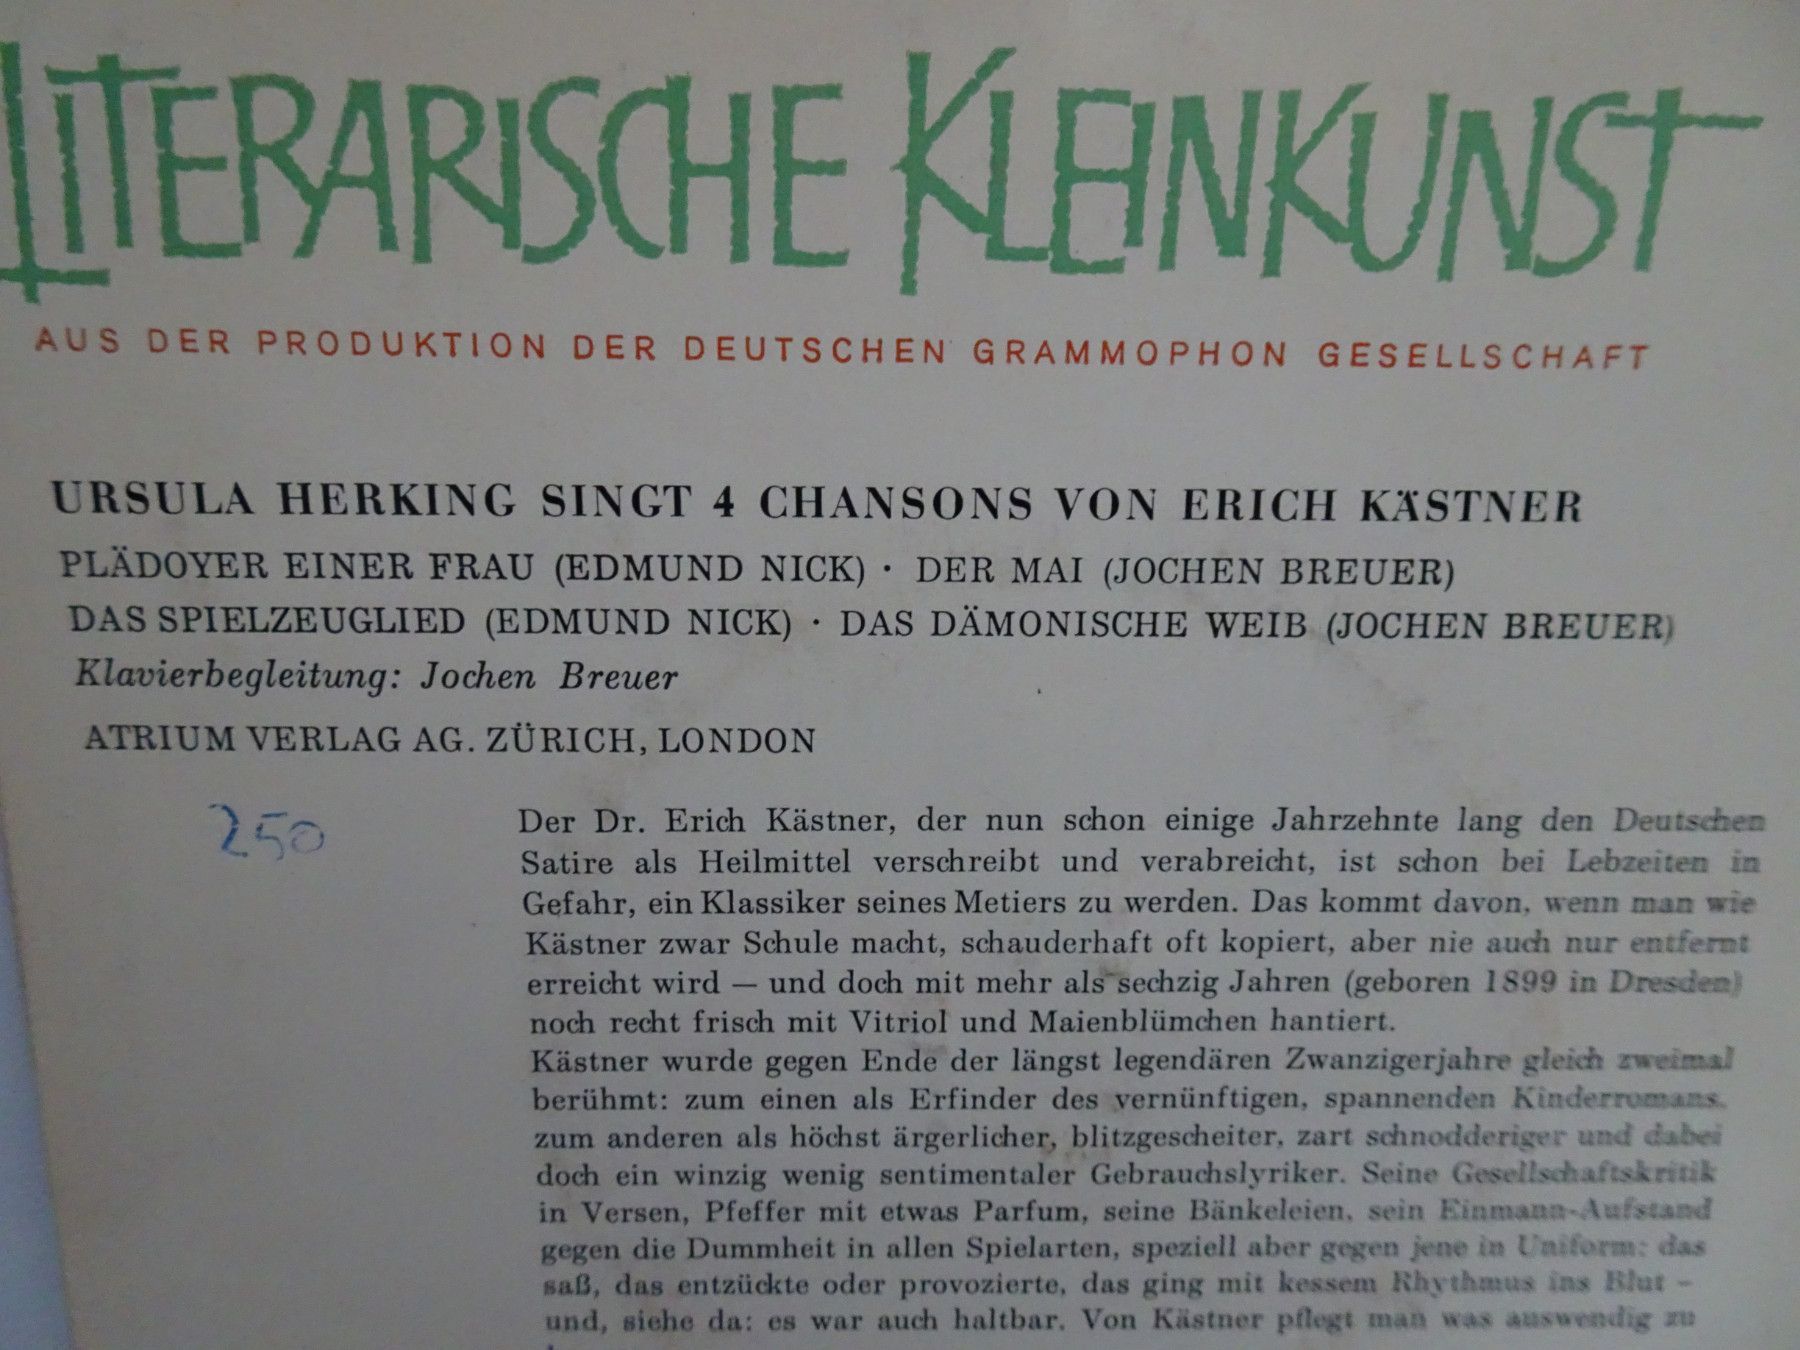 LITERARISCHE KLEINKUNST
AUS DER PRODUKTION DER DEUTSCHEN GRAMMOPHON GESELLSCHAFT
URSULA HERKING SINGT 4 CHANSONS VON ERICH KÄSTNER
PLÄDOYER EINER FRAU (EDMUND NICK) · DER MAI (JOCHEN BREUER)
DAS SPIELZEUGLIED (EDMUND NICK) · DAS DÄMONISCHE WEIB (JOCHEN BREUER)
Klavierbegleitung: Jochen Breuer
ATRIUM VERLAG AG. ZÜRICH, LONDON
250
Der Dr. Erich Kästner, der nun schon einige Jahrzehnte lang den Deutschen
Satire als Heilmittel verschreibt und verabreicht, ist schon bei Lebzeiten in
Gefahr, ein Klassiker seines Metiers zu werden. Das kommt davon, wenn man wie
Kästner zwar Schule macht, schauderhaft oft kopiert, aber nie auch nur entfernt
erreicht wird — und doch mit mehr als sechzig Jahren (geboren 1899 in Dresden)
noch recht frisch mit Vitriol und Maienblümchen hantiert.
Kästner wurde gegen Ende der längst legendären Zwanzigerjahre gleich zweimal
berühmt: zum einen als Erfinder des vernünftigen, spannenden Kinderromans,
zum anderen als höchst ärgerlicher, blitzgescheiter, zart schnodderiger und dabei
doch ein winzig wenig sentimentaler Gebrauchslyriker. Seine Gesellschaftskritik
in Versen, Pfeffer mit etwas Parfum, seine Bänkeleien, sein Einmann-Aufstand
gegen die Dummheit in allen Spielarten, speziell aber gegen jene in Uniform: das
saß, das entzückte oder provozierte, das ging mit kessem Rhythmus ins Blut –
und, siehe da: es war auch haltbar. Von Kästner pflegt man was auswendig zu